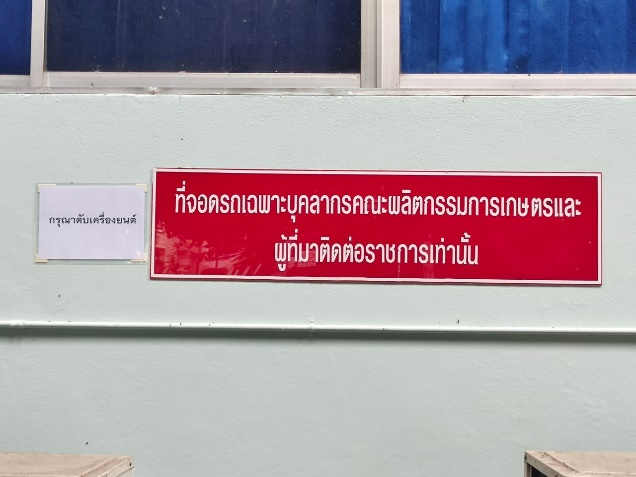 กรุณาดับเครื่องยนต์
ที่จอดรถเฉพาะบุคลากรคณะผลิตกรรมการเกษตรและ
ผู้ที่มาติดต่อราชการเท่านั้น